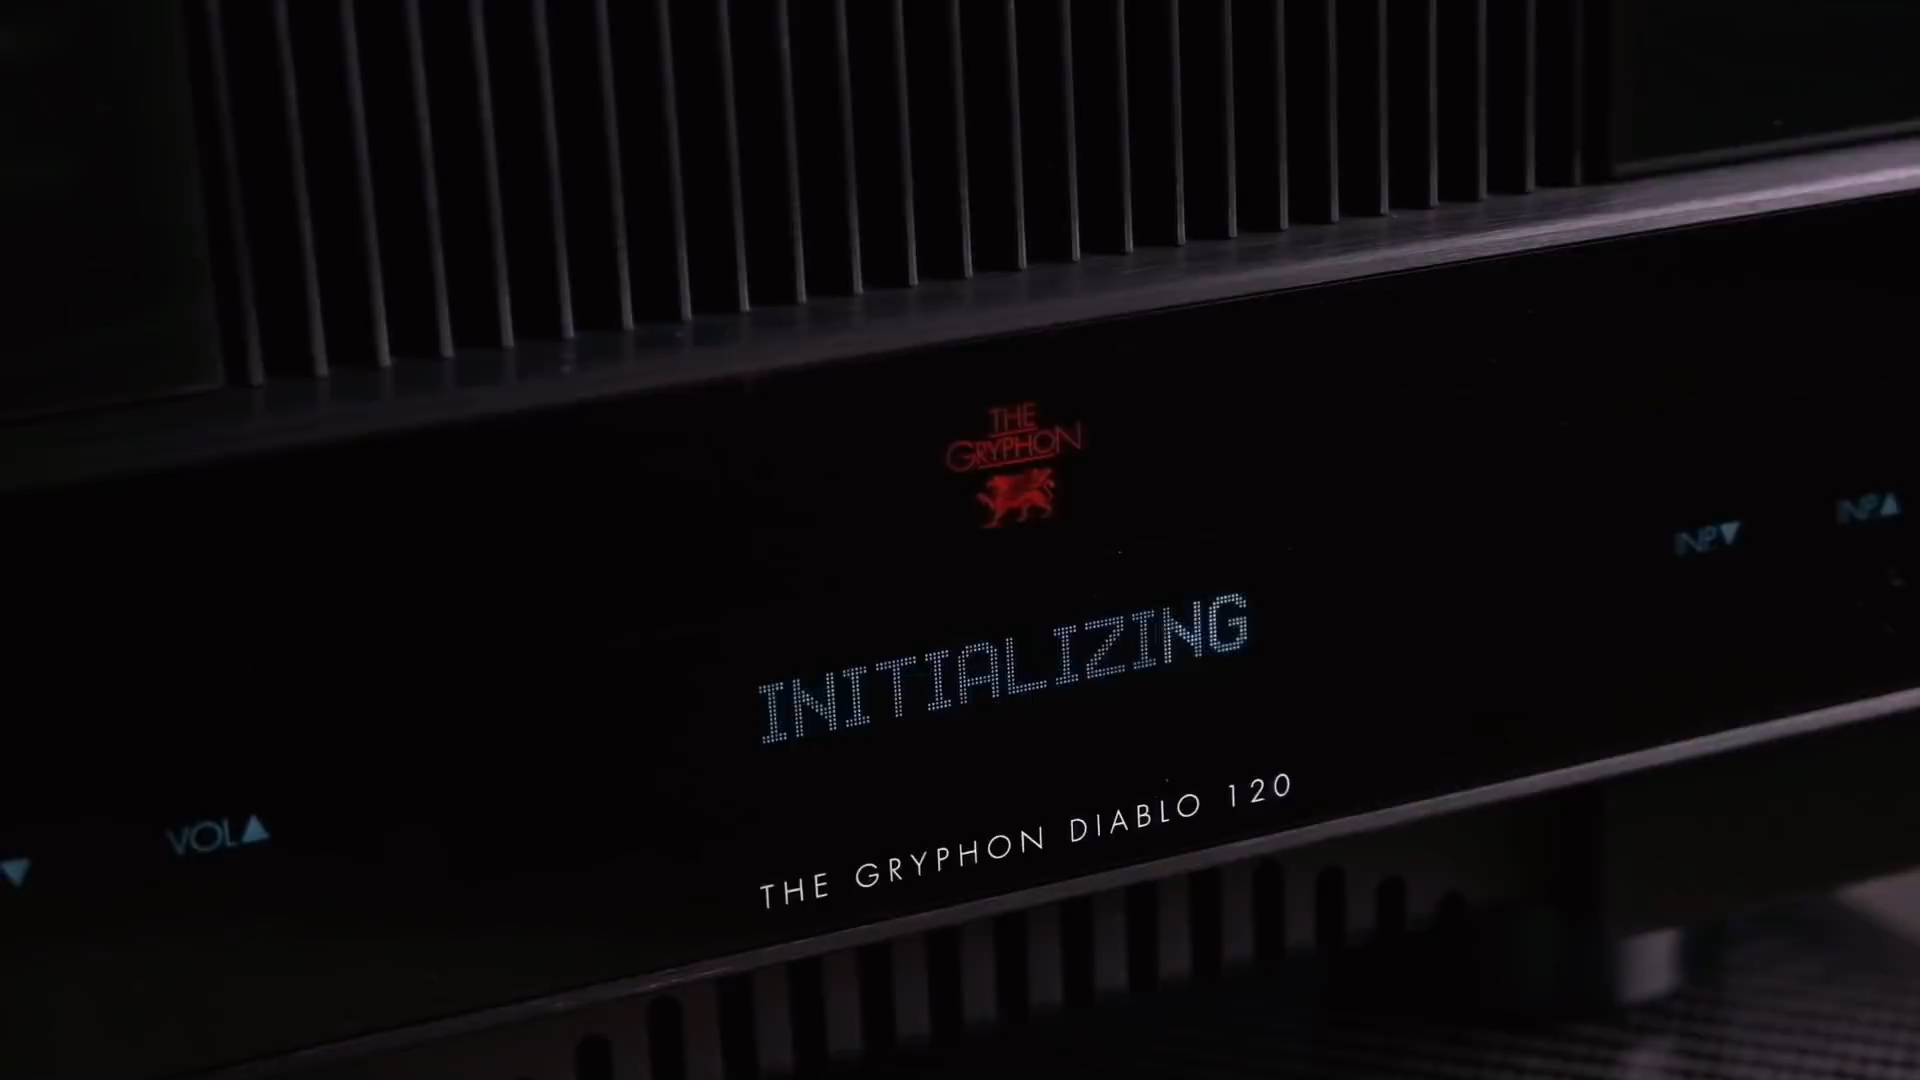 THE
GRYPHON
INP▼
INP▲
INITIALIZING
VOL▲
▼
THE GRYPHON DIABLO 120